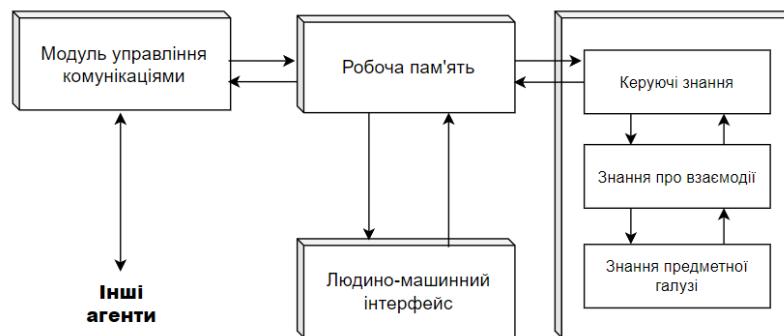 Модуль управління
комунікаціями
Робоча пам'ять
Керуючі знання
Знання про взаємодії
Знання предметної
галузі
Людино-машинний
інтерфейс
Інші
агенти